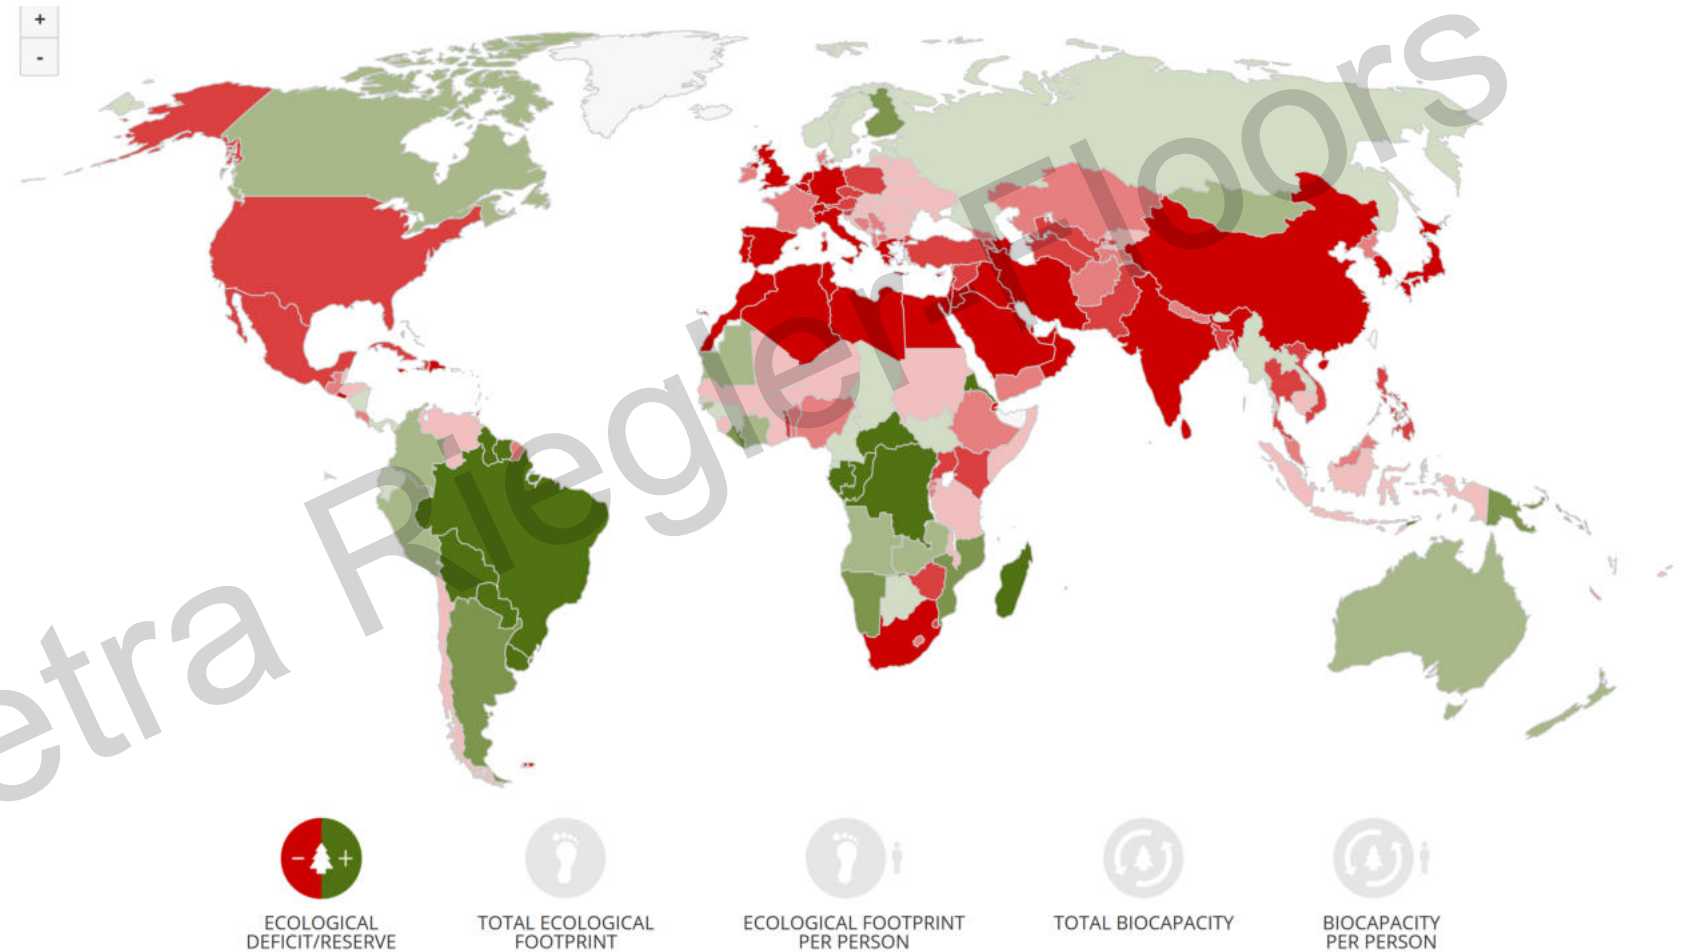 +
-
etra Riegler-Floors
- +
ECOLOGICAL
DEFICIT/RESERVE
TOTAL ECOLOGICAL
FOOTPRINT
ECOLOGICAL FOOTPRINT
PER PERSON
TOTAL BIOCAPACITY
BIOCAPACITY
PER PERSON